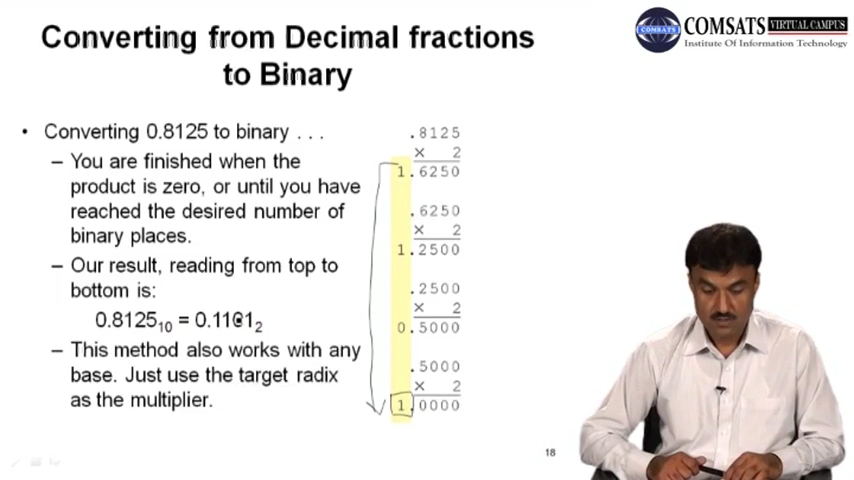 Converting from Decimal fractions
to Binary
COMSATS VIRTUAL CAMPUS
COMSATS
Institute Of Information Technology
• Converting 0.8125 to binary . . .
– You are finished when the
product is zero, or until you have
reached the desired number of
binary places.
– Our result, reading from top to
bottom is:
0.8125₁₀ = 0.1101₂
– This method also works with any
base. Just use the target radix
as the multiplier.
.8125
× 2
1.6250
.6250
× 2
1.2500
.2500
× 2
0.5000
.5000
× 2
1.0000
18